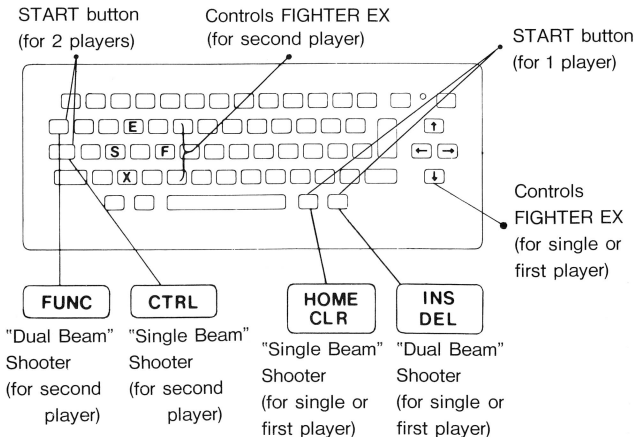 START button
(for 2 players)
Controls FIGHTER EX
(for second player)
START button
(for 1 player)
E
↑
S
F
← →
X
↓
Controls
FIGHTER EX
(for single or
first player)
FUNC
"Dual Beam"
Shooter
(for second
player)
CTRL
"Single Beam"
Shooter
(for second
player)
HOME
CLR
"Single Beam"
Shooter
(for single or
first player)
INS
DEL
"Dual Beam"
Shooter
(for single or
first player)